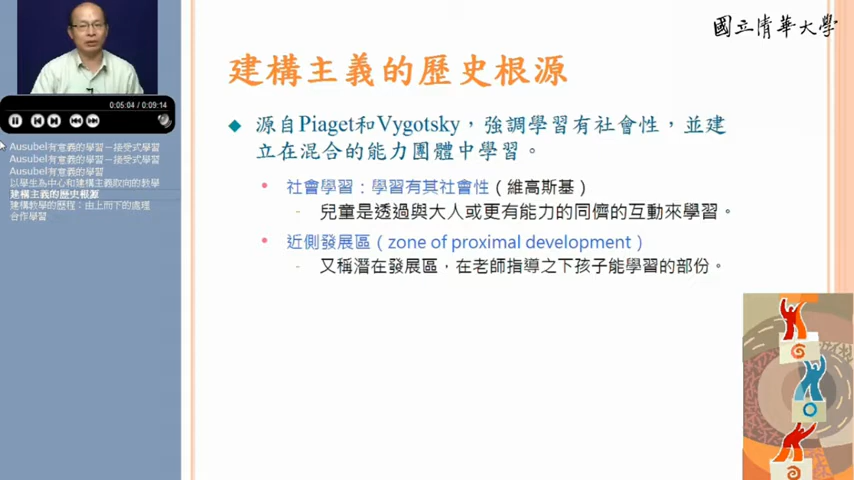 國立清華大學
0:05:04 / 0:09:14
Ausubel有意義的學習－接受式學習
Ausubel有意義的學習－接受式學習
Ausubel有意義的學習
以學生為中心和建構主義取向的教學
建構主義的歷史根源
建構教學的歷程：由上而下的處理
合作學習
建構主義的歷史根源
源自Piaget和Vygotsky，強調學習有社會性，並建
立在混合的能力團體中學習。
社會學習：學習有其社會性（維高斯基）
- 兒童是透過與大人或更有能力的同儕的互動來學習。
近側發展區（zone of proximal development）
- 又稱潛在發展區，在老師指導之下孩子能學習的部份。